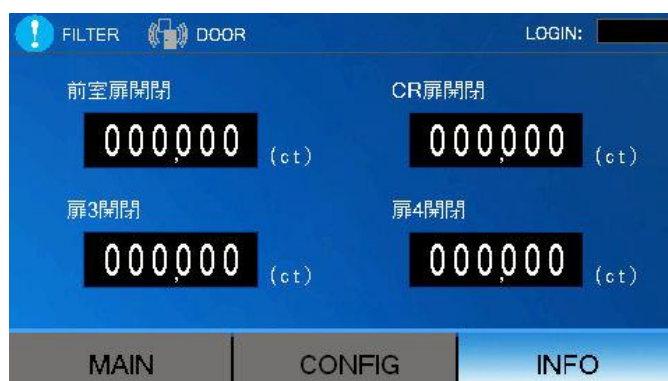 ! FILTER DOOR LOGIN:
前室扉開閉 CR扉開閉
000,000 (ct) 000,000 (ct)
扉3開閉 扉4開閉
000,000 (ct) 000,000 (ct)
MAIN CONFIG INFO